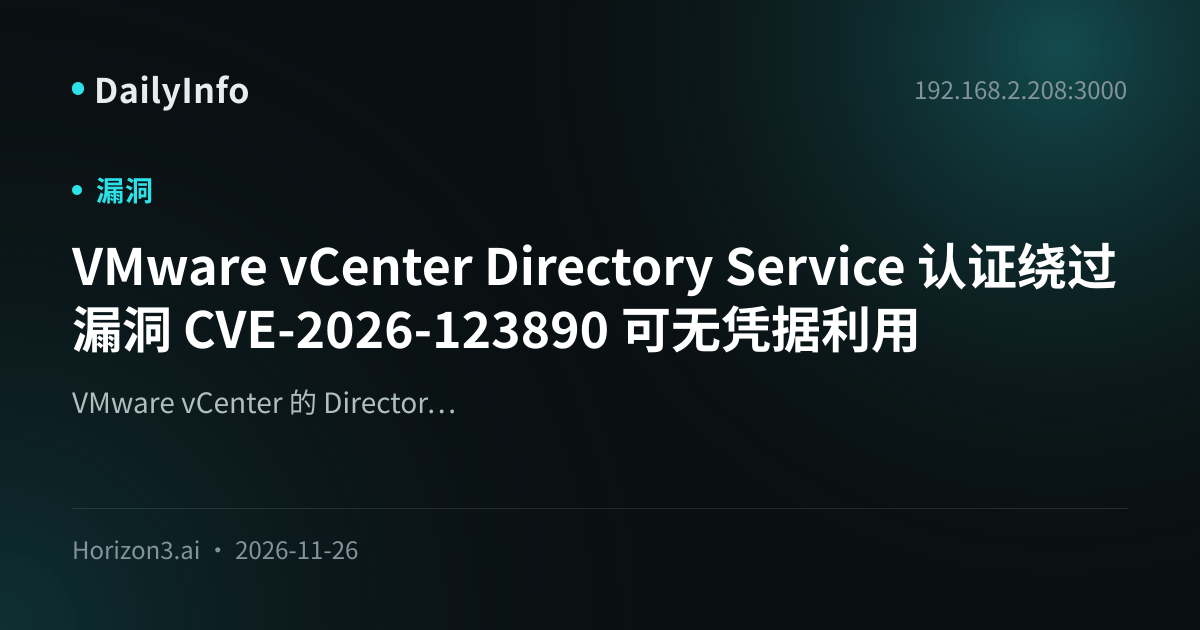 DailyInfo
192.168.2.208:3000
漏洞
VMware vCenter Directory Service 认证绕过
漏洞 CVE-2026-123890 可无凭据利用
VMware vCenter 的 Director…
Horizon3.ai · 2026-11-26